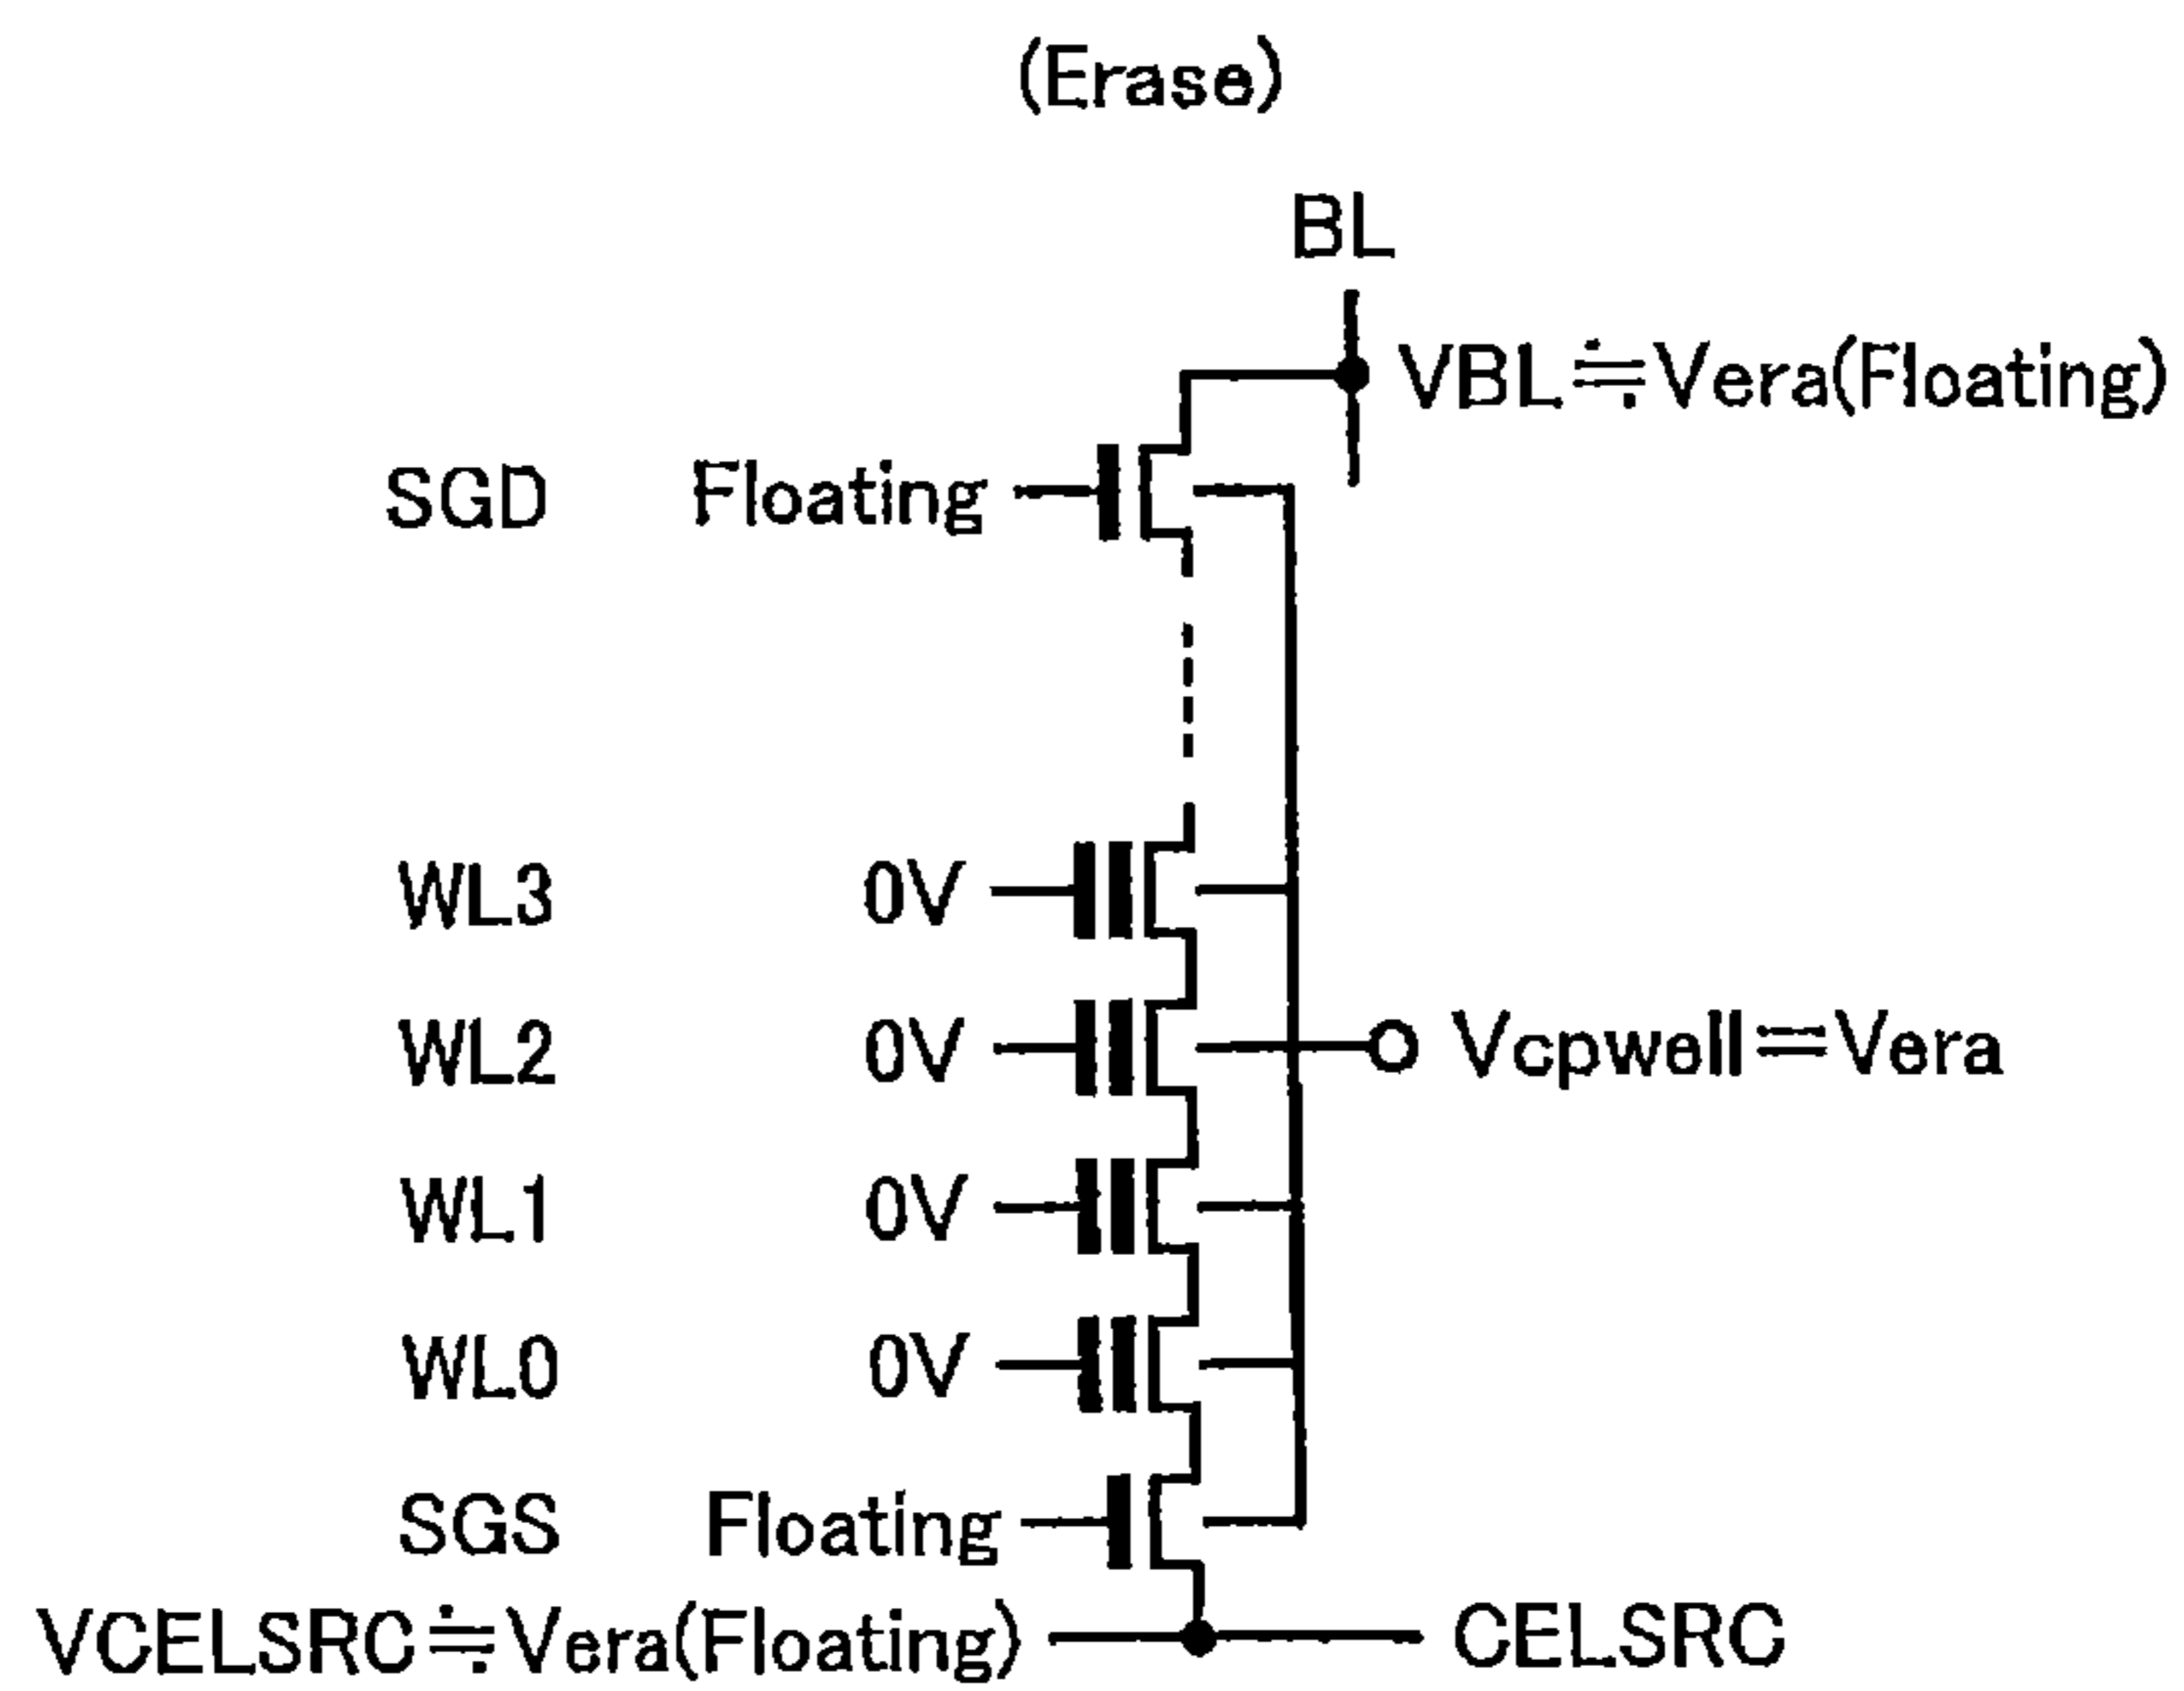 (Erase)
BL
VBL≒Vera(Floating)
SGD Floating
WL3 0V
WL2 0V Vcpwell=Vera
WL1 0V
WL0 0V
SGS Floating
VCELSRC≒Vera(Floating) CELSRC